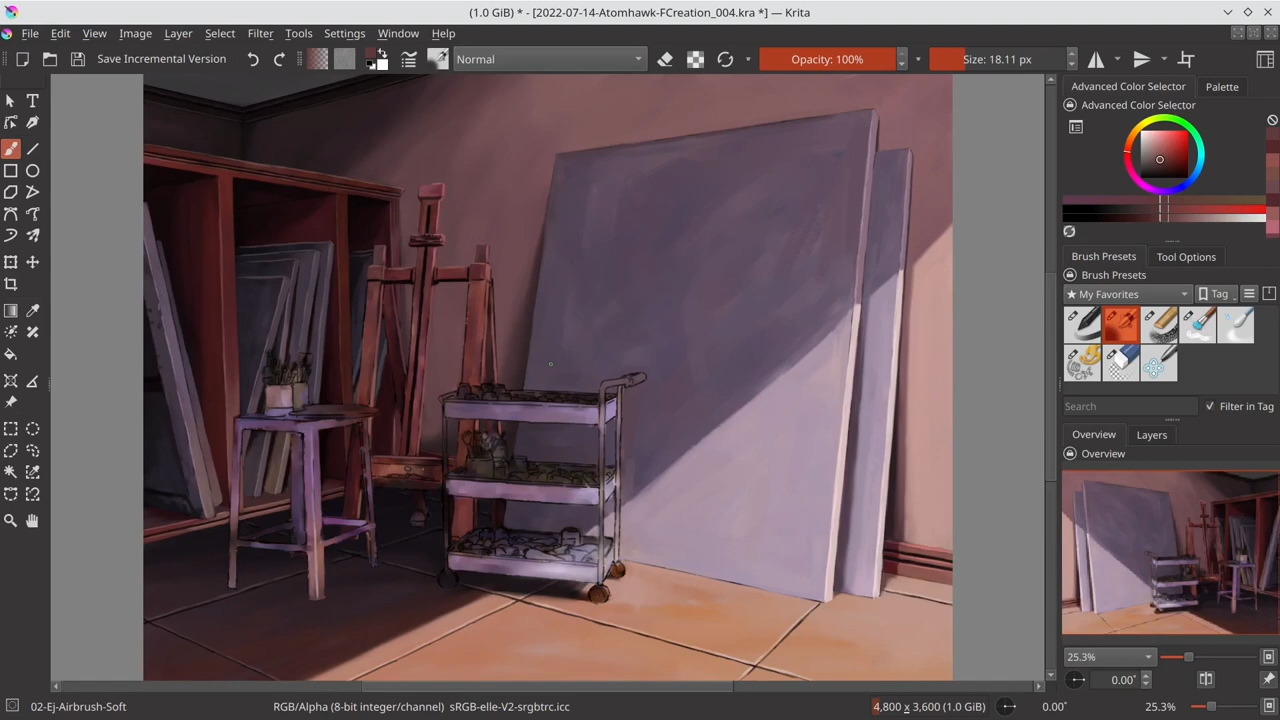 (1.0 GiB) * - [2022-07-14-Atomhawk-FCreation_004.kra *] — Krita
File Edit View Image Layer Select Filter Tools Settings Window Help
Save Incremental Version Normal Opacity: 100% Size: 18.11 px
Advanced Color Selector Palette
Advanced Color Selector
Brush Presets Tool Options
Brush Presets
★ My Favorites Tag
Search Filter in Tag
Overview Layers
Overview
25.3%
0.00°
02-Ej-Airbrush-Soft RGB/Alpha (8-bit integer/channel) sRGB-elle-V2-srgbtrc.icc 4,800 x 3,600 (1.0 GiB) 0.00° 25.3%